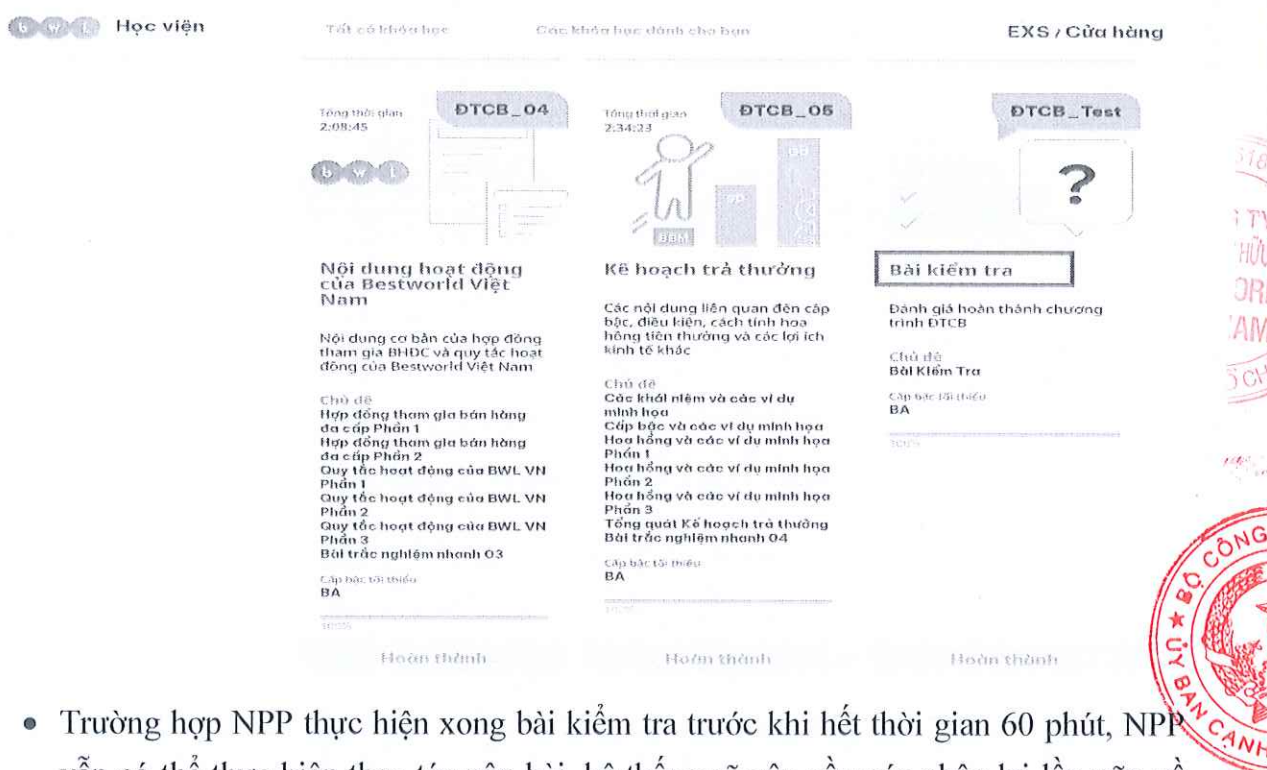 bwl Học viện
Tất cả khóa học
Các khóa học dành cho bạn
EXS / Cửa hàng
Tổng thời gian
2:08:45
ĐTCB_04
bwl
Nội dung hoạt động
của Bestworld Việt
Nam
Nội dung cơ bản của hợp đồng
tham gia BHĐC và quy tắc hoạt
động của Bestworld Việt Nam
Chủ đề
Hợp đồng tham gia bán hàng
đa cấp Phần 1
Hợp đồng tham gia bán hàng
đa cấp Phần 2
Quy tắc hoạt động của BWL VN
Phần 1
Quy tắc hoạt động của BWL VN
Phần 2
Quy tắc hoạt động của BWL VN
Phần 3
Bài trắc nghiệm nhanh 03
Cấp bậc tối thiểu
BA
100%
Hoàn thành
Tổng thời gian
2:34:23
ĐTCB_05
BBM
Kế hoạch trả thưởng
Các nội dung liên quan đến cấp
bậc, điều kiện, cách tính hoa
hồng tiền thưởng và các lợi ích
kinh tế khác
Chủ đề
Các khái niệm và các ví dụ
minh họa
Cấp bậc và các ví dụ minh họa
Hoa hồng và các ví dụ minh họa
Phần 1
Hoa hồng và các ví dụ minh họa
Phần 2
Hoa hồng và các ví dụ minh họa
Phần 3
Tổng quát Kế hoạch trả thưởng
Bài trắc nghiệm nhanh 04
Cấp bậc tối thiểu
BA
100%
Hoàn thành
ĐTCB_Test
?
Bài kiểm tra
Đánh giá hoàn thành chương
trình ĐTCB
Chủ đề
Bài Kiểm Tra
Cấp bậc tối thiểu
BA
100%
Hoàn thành
BỘ CÔNG
ỦY BAN CẠNH
• Trường hợp NPP thực hiện xong bài kiểm tra trước khi hết thời gian 60 phút, NPP